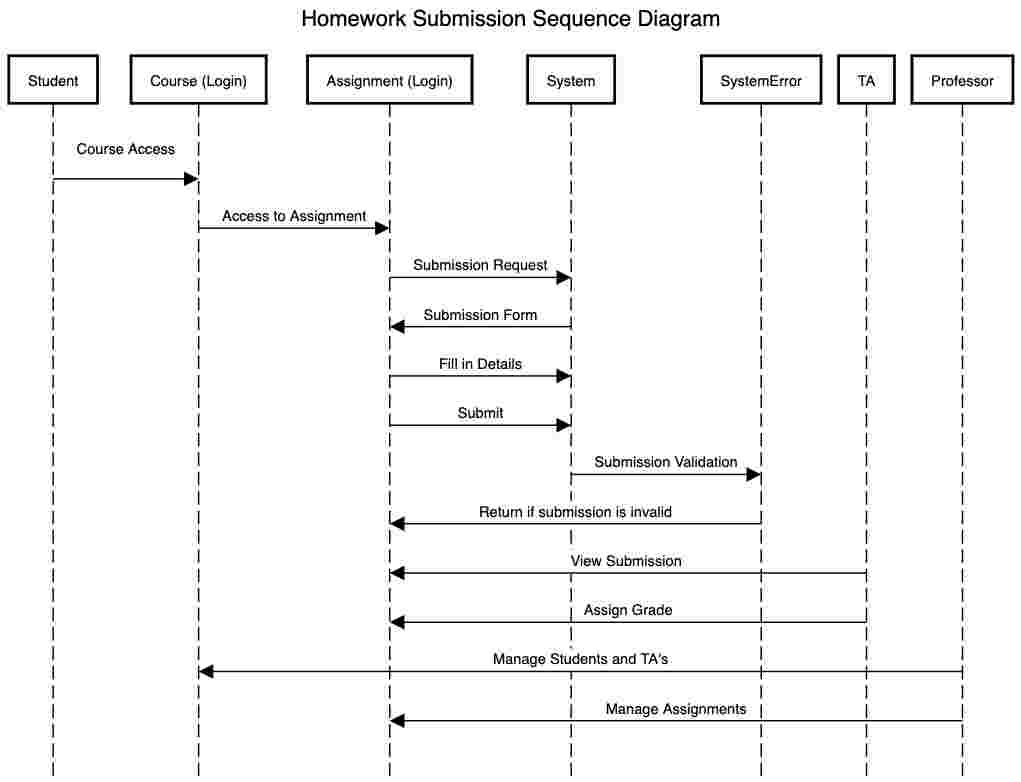 Homework Submission Sequence Diagram
Student
Course (Login)
Assignment (Login)
System
SystemError
TA
Professor
Course Access
Access to Assignment
Submission Request
Submission Form
Fill in Details
Submit
Submission Validation
Return if submission is invalid
View Submission
Assign Grade
Manage Students and TA's
Manage Assignments